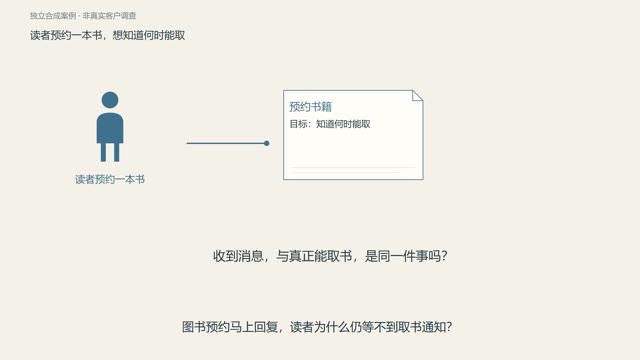 独立合成案例 · 非真实客户调查
读者预约一本书，想知道何时能取
预约书籍
目标：知道何时能取
读者预约一本书
收到消息，与真正能取书，是同一件事吗？
图书预约马上回复，读者为什么仍等不到取书通知？